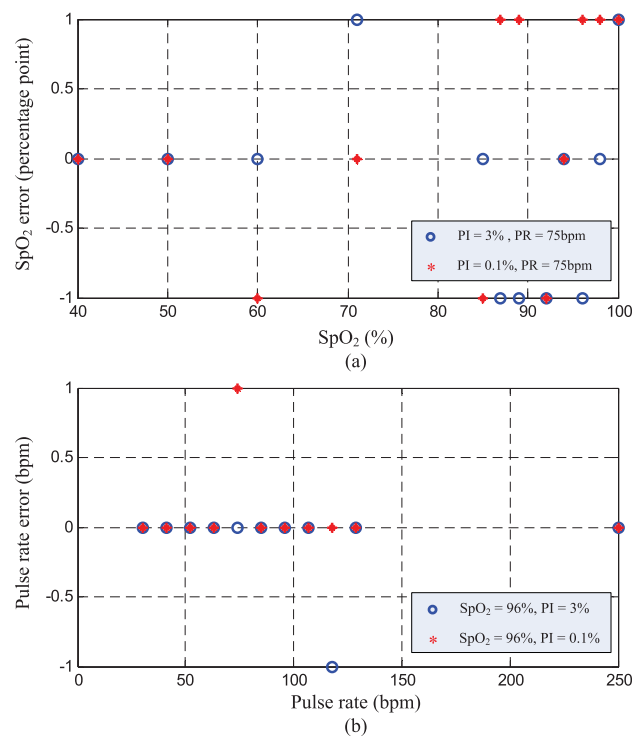 1
0.5
0
-0.5
-1
SpO₂ error (percentage point)
PI = 3% , PR = 75bpm
PI = 0.1%, PR = 75bpm
40
50
60
70
80
90
100
SpO₂ (%)
(a)
1
0.5
0
-0.5
-1
Pulse rate error (bpm)
SpO₂ = 96%, PI = 3%
SpO₂ = 96%, PI = 0.1%
0
50
100
150
200
250
Pulse rate (bpm)
(b)